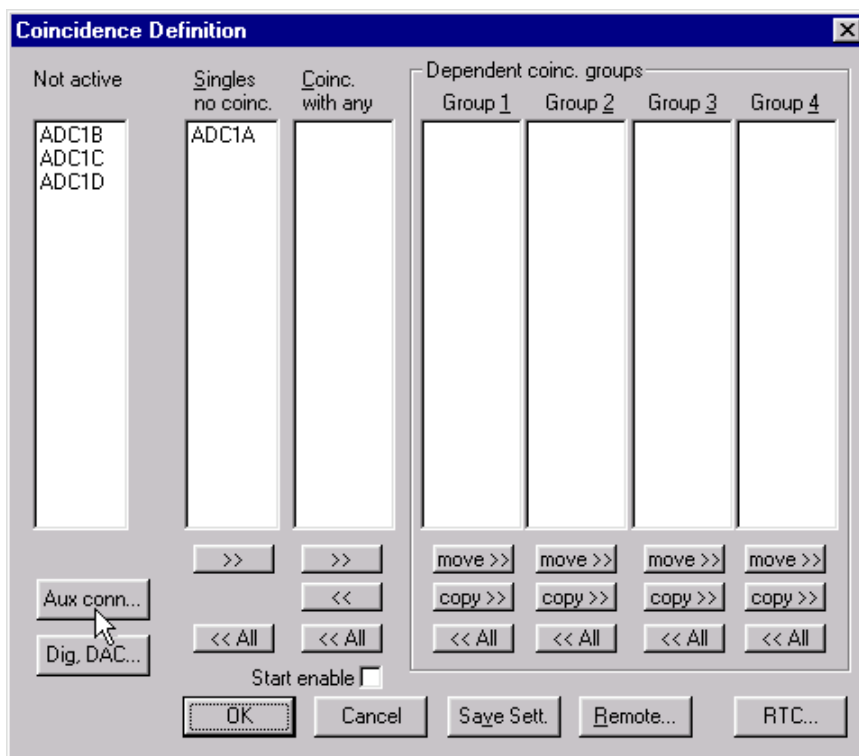 Coincidence Definition
Not active
Singles
no coinc.
Coinc.
with any
Dependent coinc. groups
Group 1
Group 2
Group 3
Group 4
ADC1B
ADC1C
ADC1D
ADC1A
>>
>>
move >>
move >>
move >>
move >>
Aux conn...
<<
copy >>
copy >>
copy >>
copy >>
Dig, DAC...
<< All
<< All
<< All
<< All
<< All
<< All
Start enable
OK
Cancel
Save Sett.
Remote...
RTC...